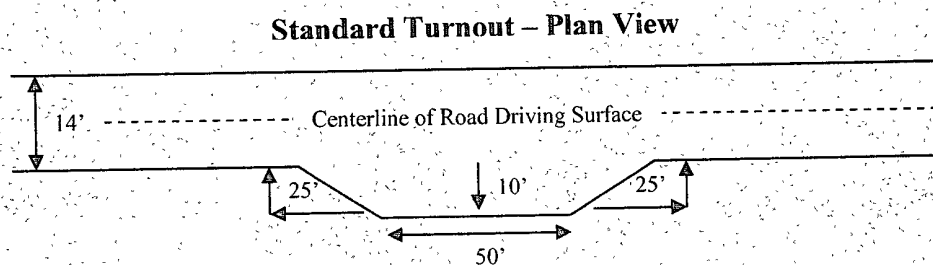 Standard Turnout – Plan View
14'
Centerline of Road Driving Surface
25'
10'
25'
50'